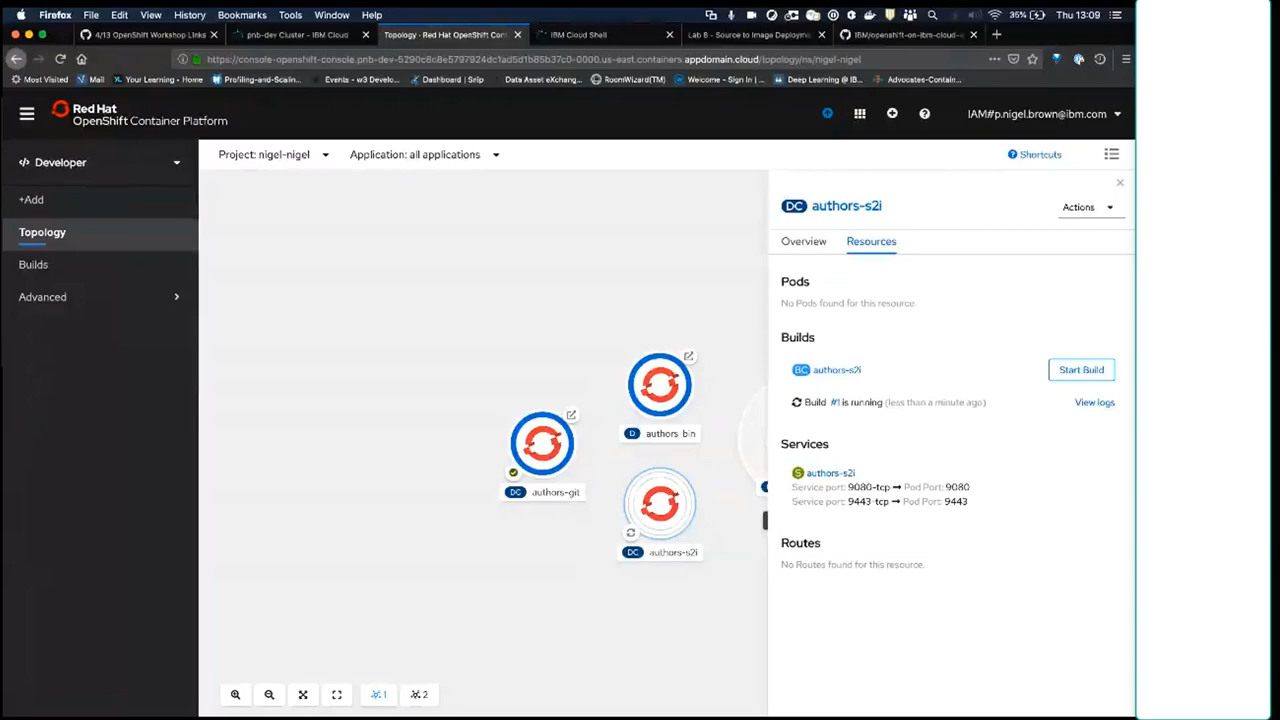 Firefox File Edit View History Bookmarks Tools Window Help 36% Thu 13:09
4/13 OpenShift Workshop Links × pnb-dev Cluster - IBM Cloud × Topology · Red Hat OpenShift Con × IBM Cloud Shell × Lab 8 - Source to Image Deploym × IBM/openshift-on-ibm-cloud- × +
Most Visited Mail Your Learning - Home Profiling-and-Scalin... Dashboard | Snip Data Asset eXchang... RoomWizard(TM) Welcome - Sign In | ... Deep Learning @ IB... Advocates-Contain...
Red Hat
OpenShift Container Platform
IAM#p.nigel.brown@ibm.com
</> Developer
Project: nigel-nigel Application: all applications
Shortcuts
+Add
Topology
Builds
Advanced
DC authors-s2i
Actions
Overview Resources
Pods
No Pods found for this resource.
Builds
BC authors-s2i
Start Build
Build #1 is running (less than a minute ago)
View logs
Services
S authors-s2i
Service port: 9080-tcp → Pod Port: 9080
Service port: 9443-tcp → Pod Port: 9443
Routes
No Routes found for this resource.
D authors-bin
DC authors-git
DC authors-s2i
1 2